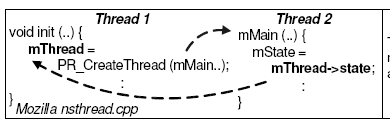 Thread 1
void init (..) {
mThread =
PR_CreateThread (mMain..);
:
}
Mozilla nsthread.cpp
Thread 2
mMain (..) {
mState =
mThread->state;
:
}